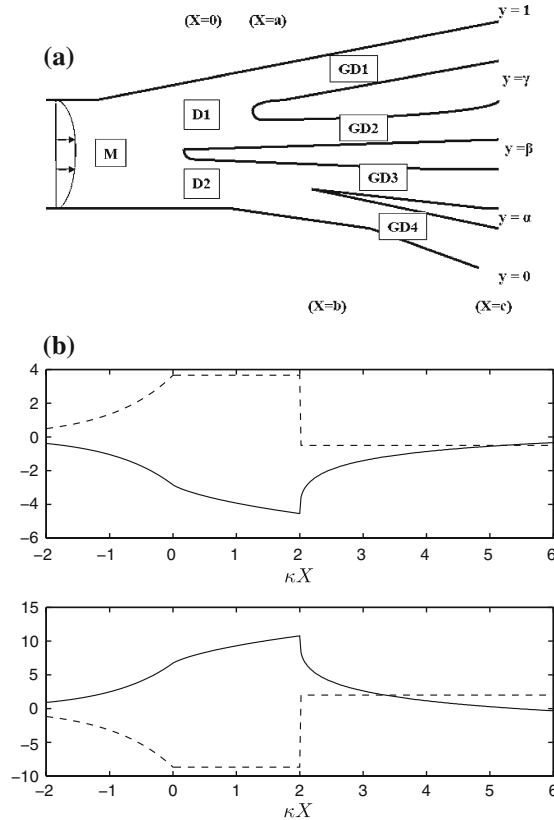 (X=0) (X=a) y = 1
(a)
GD1
D1 y=γ
GD2
M
y=β
D2 GD3
y = α
GD4
y = 0
(X=b) (X=c)
(b)
4
2
0
−2
−4
−6
−2 −1 0 1 2 3 4 5 6
κX
15
10
5
0
−5
−10
−2 −1 0 1 2 3 4 5 6
κX